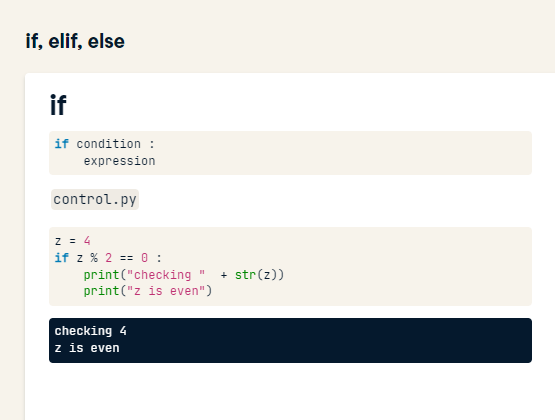 if, elif, else
if
if condition :
    expression
control.py
z = 4
if z % 2 == 0 :
    print("checking "  + str(z))
    print("z is even")
checking 4
z is even